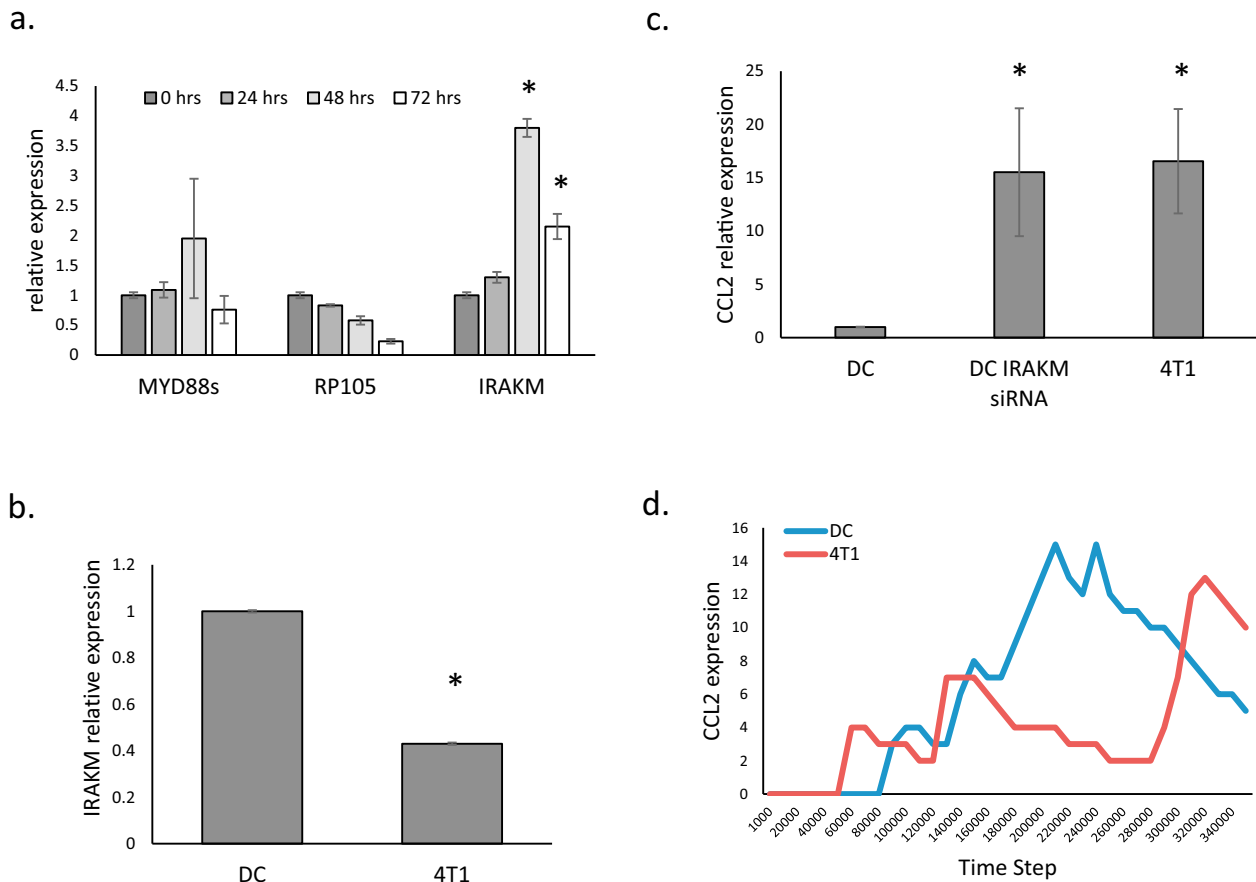 a.
relative expression
4.5
4
3.5
3
2.5
2
1.5
1
0.5
0
0 hrs 24 hrs 48 hrs 72 hrs
*
*
MYD88s RP105 IRAKM
b.
IRAKM relative expression
1.2
1
0.8
0.6
0.4
0.2
0
*
DC 4T1
c.
CCL2 relative expression
25
20
15
10
5
0
* *
DC DC IRAKM siRNA 4T1
d.
CCL2 expression
16
14
12
10
8
6
4
2
0
DC
4T1
1000 20000 40000 60000 80000 100000 120000 140000 160000 180000 200000 220000 240000 260000 280000 300000 320000 340000
Time Step